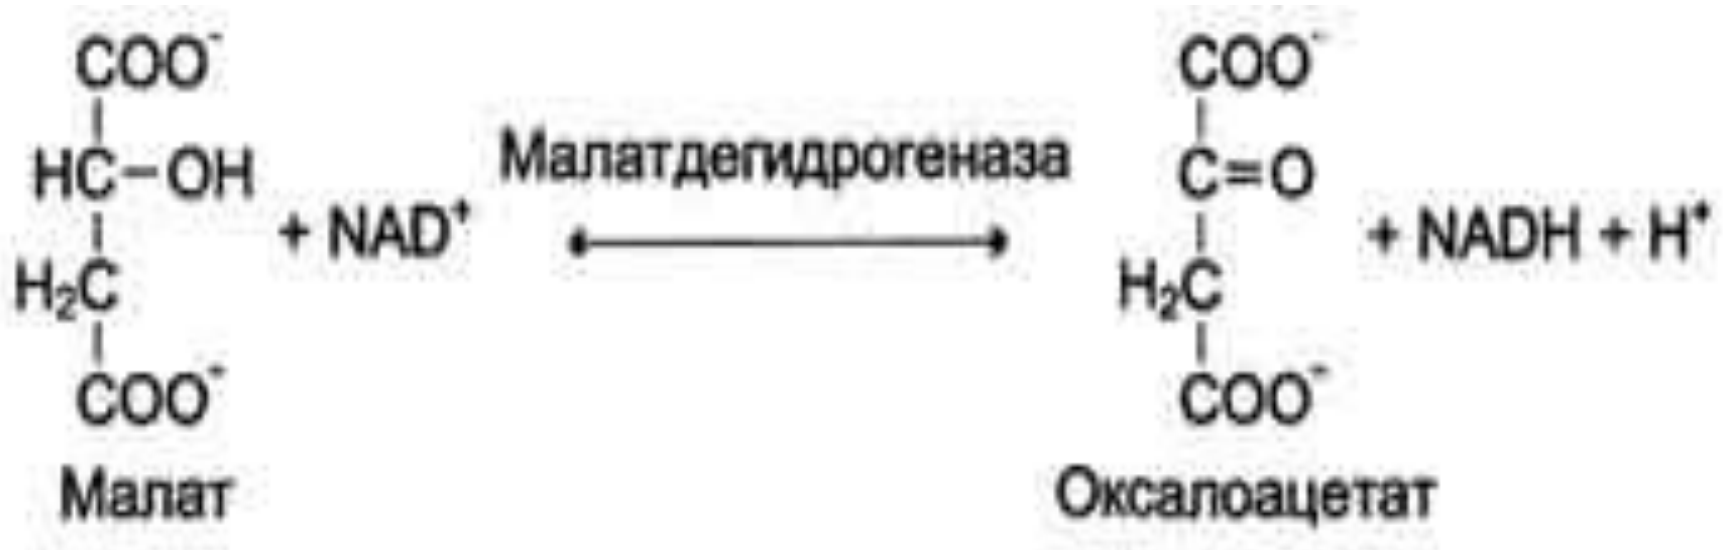 COO⁻
HC–OH
H₂C
COO⁻
Малат
+ NAD⁺
Малатдегидрогеназа
COO⁻
C=O
H₂C
COO⁻
Оксалоацетат
+ NADH + H⁺